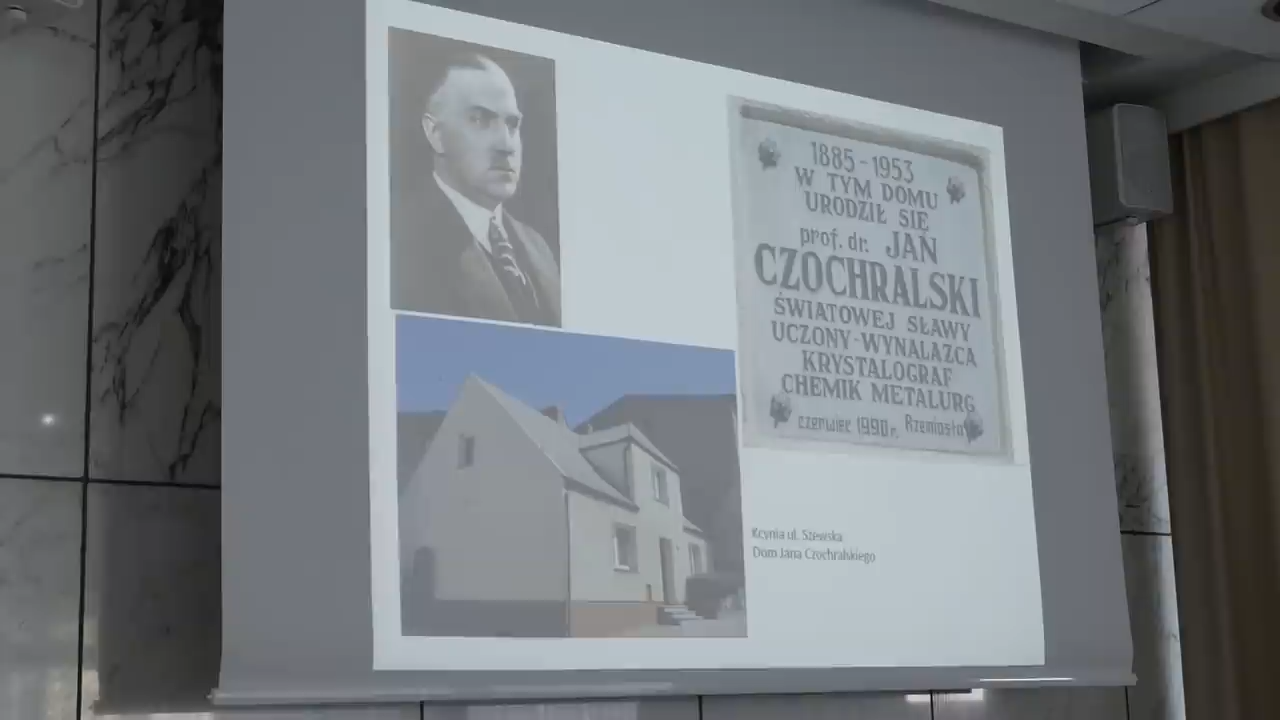 1885-1953
W TYM DOMU
URODZIŁ SIĘ
prof. dr. JAN
CZOCHRALSKI
ŚWIATOWEJ SŁAWY
UCZONY-WYNALAZCA
KRYSTALOGRAF
CHEMIK METALURG
czerwiec 1990 r. Rzemiosło
Kcynia ul. Szewska
Dom Jana Czochralskiego